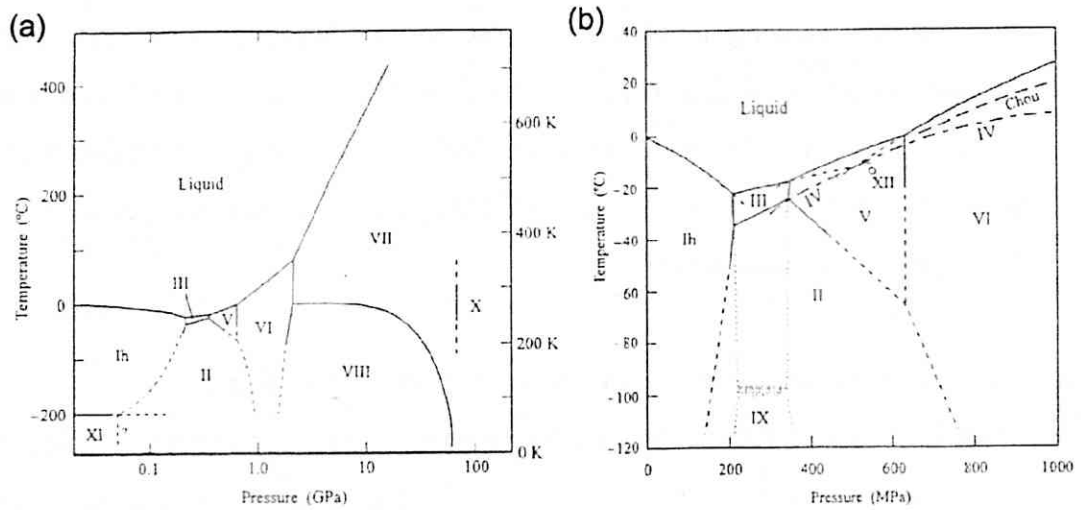 (a)
400
200
0
-200
Temperature (°C)
600 K
400 K
200 K
0 K
Liquid
VII
III
V
VI
X
Ih
II
VIII
XI
?
0.1
1.0
10
100
Pressure (GPa)
(b)
40
20
0
-20
-40
-60
-80
-100
-120
Temperature (°C)
Liquid
Chou
IV
XII
III
IV
V
Ih
VI
II
IX
0
200
400
600
800
1000
Pressure (MPa)